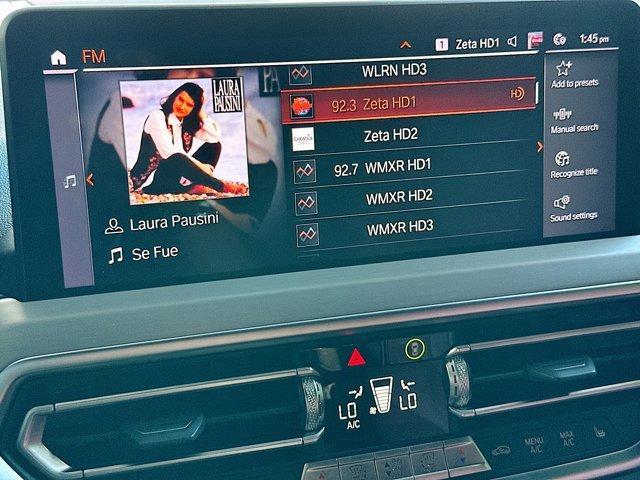 FM
1
Zeta HD1
1:45 pm
LAURA
PAUSINI
Laura Pausini
Se Fue
WLRN HD3
92.3 Zeta HD1
HD
Zeta HD2
92.7 WMXR HD1
WMXR HD2
WMXR HD3
Add to presets
Manual search
Recognize title
Sound settings
LO
A/C
LO
MENU
A/C
MAX
A/C